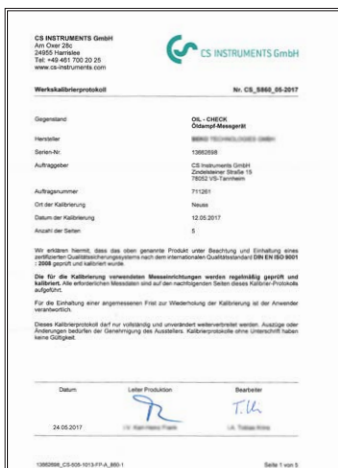 CS INSTRUMENTS GmbH
Am Oxer 28c
24955 Harrislee
Tel: +49 461 700 20 25
www.cs-instruments.com
CS INSTRUMENTS GmbH
Werkskalibrierprotokoll Nr. CS_S860_05-2017
Gegenstand OIL - CHECK
Öldampf-Messgerät
Hersteller
Serien-Nr. 13662698
Auftraggeber CS Instruments GmbH
Zindelsteiner Straße 15
78052 VS-Tannheim
Auftragenummer 711261
Ort der Kalibrierung Neuss
Datum der Kalibrierung 12.05.2017
Anzahl der Seiten 5
Wir erklären hiermit, dass das oben genannte Produkt unter Beachtung und Einhaltung eines
zertifizierten Qualitätssicherungssystems nach dem internationalen Qualitätsstandard DIN EN ISO 9001
: 2008 geprüft und kalibriert wurde.
Die für die Kalibrierung verwendeten Messeinrichtungen werden regelmäßig geprüft und
kalibriert. Alle erforderlichen Messdaten sind auf den nachfolgenden Seiten dieses Kalibrier-Protokolls
aufgeführt.
Für die Einhaltung einer angemessenen Frist zur Wiederholung der Kalibrierung ist der Anwender
verantwortlich.
Dieses Kalibrierprotokoll darf nur vollständig und unverändert weiterverbreitet werden. Auszüge oder
Änderungen bedürfen der Genehmigung des Ausstellers. Kalibrierprotokolle ohne Unterschrift haben
keine Gültigkeit.
Datum Leiter Produktion Bearbeiter
24.05.2017
Seite 1 von 5